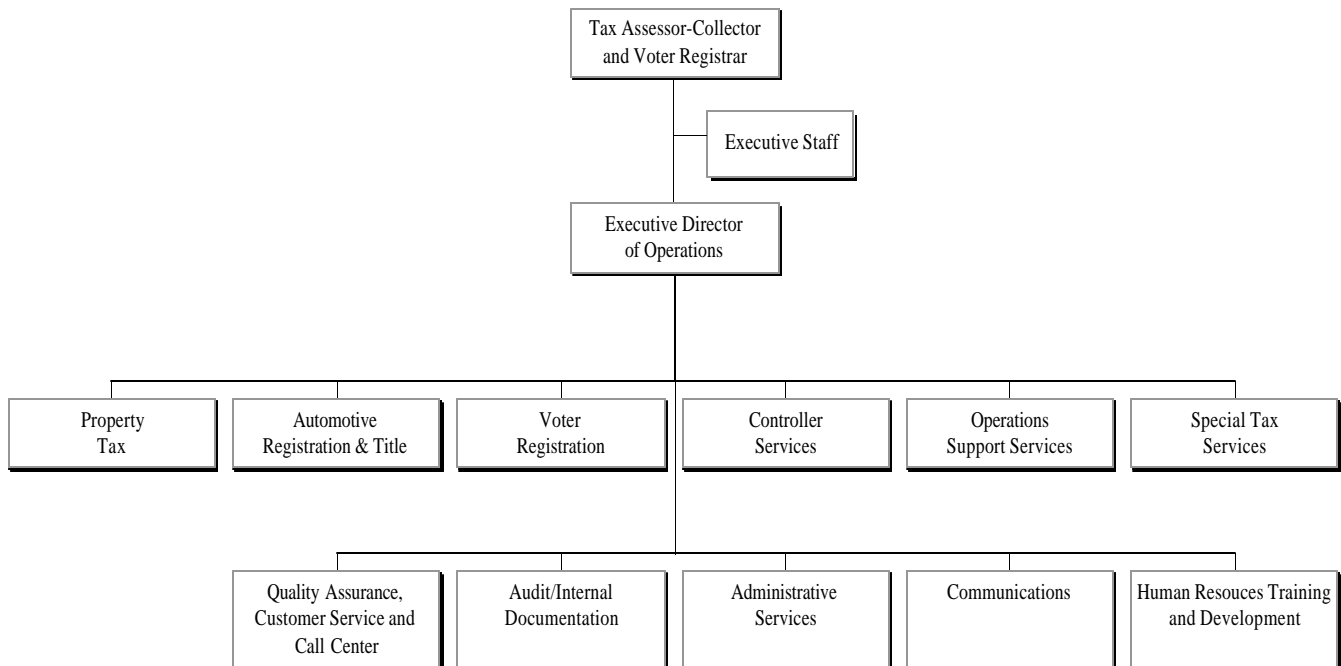 Tax Assessor-Collector
and Voter Registrar
Executive Staff
Executive Director
of Operations
Property
Tax
Automotive
Registration & Title
Voter
Registration
Controller
Services
Operations
Support Services
Special Tax
Services
Quality Assurance,
Customer Service and
Call Center
Audit/Internal
Documentation
Administrative
Services
Communications
Human Resouces Training
and Development